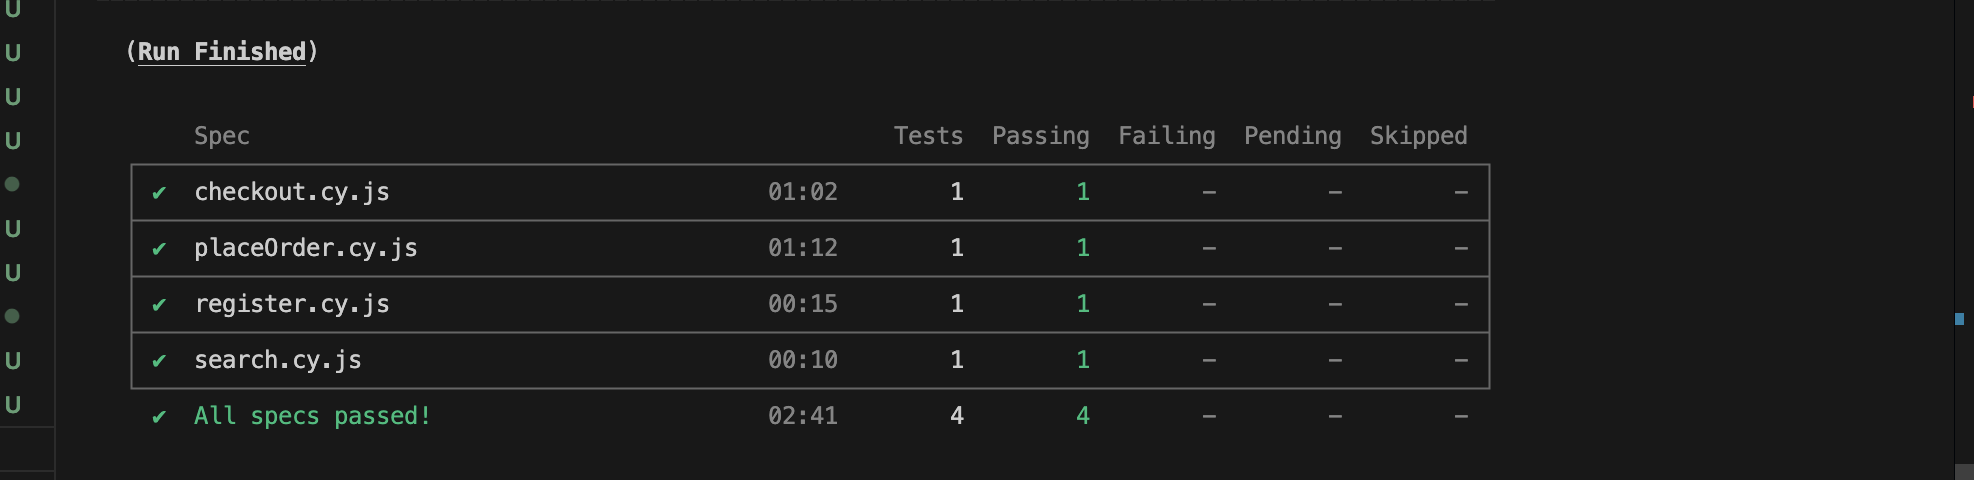 U
(Run Finished)
U
U
Spec Tests Passing Failing Pending Skipped
U
✔ checkout.cy.js 01:02 1 1 – – –
✔ placeOrder.cy.js 01:12 1 1 – – –
U
U
✔ register.cy.js 00:15 1 1 – – –
✔ search.cy.js 00:10 1 1 – – –
U
✔ All specs passed! 02:41 4 4 – – –
U